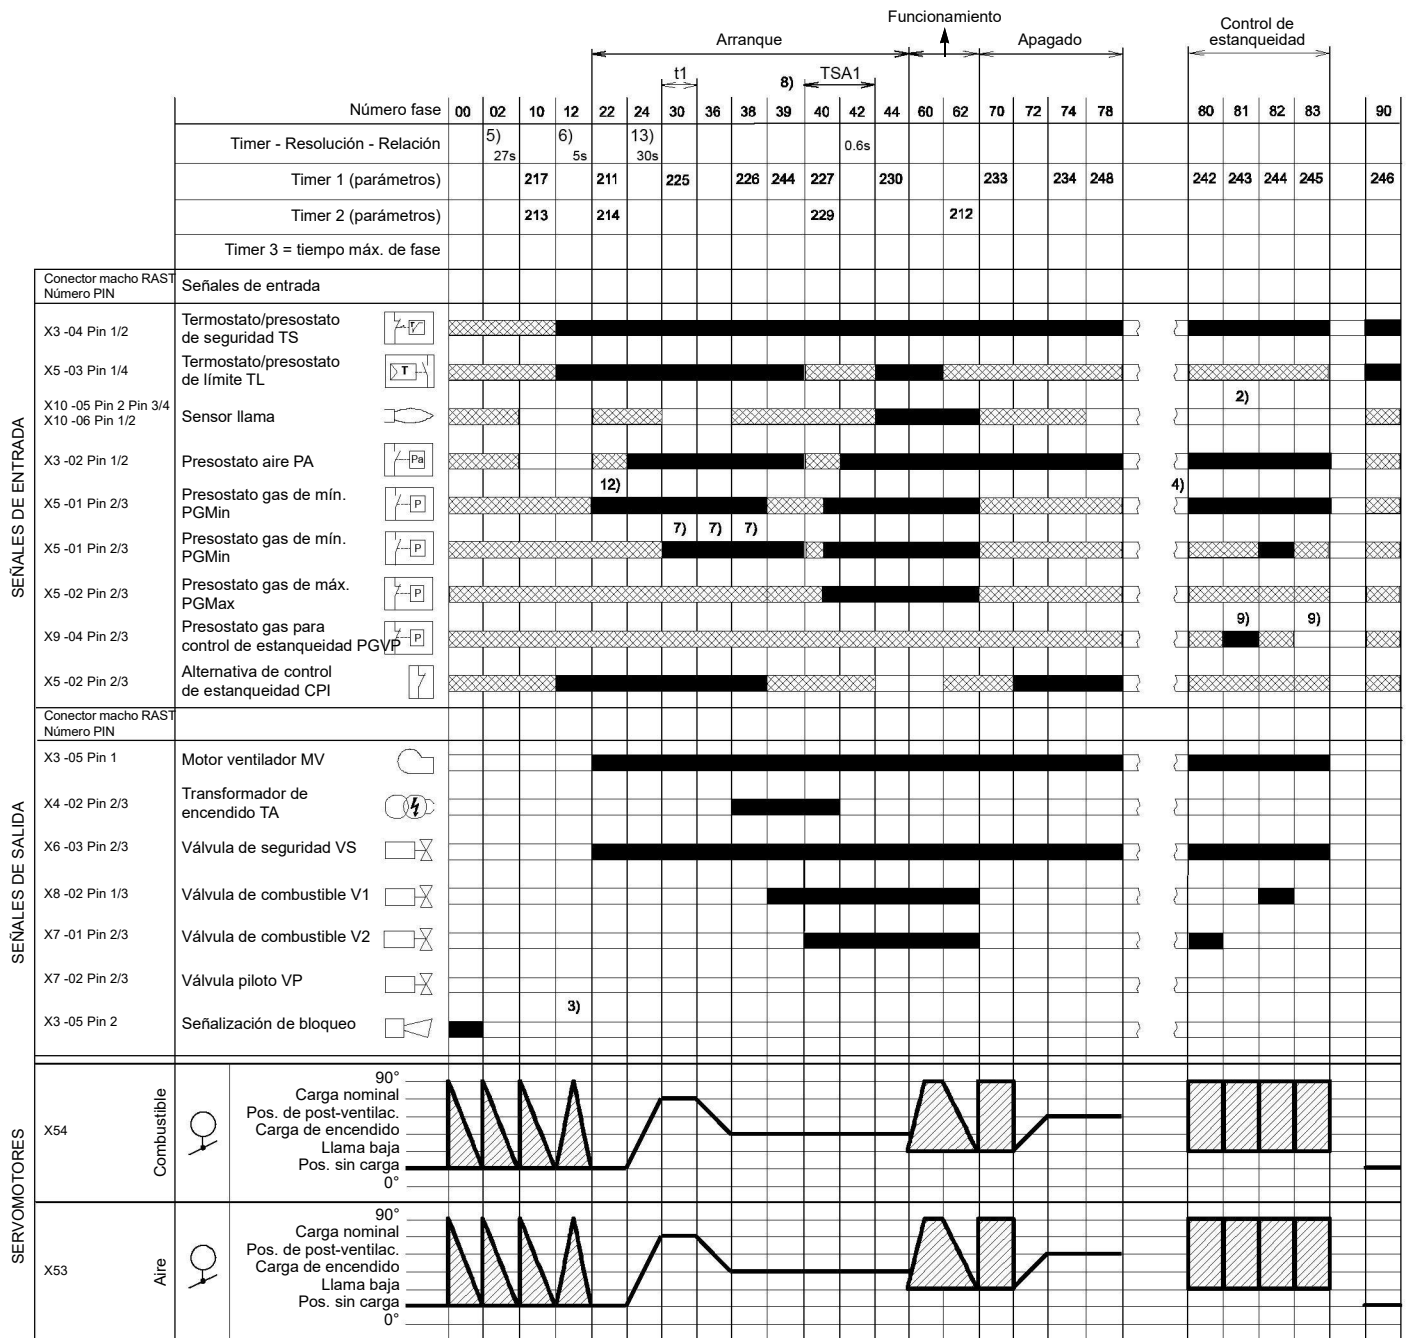 Funcionamiento
Arranque
Apagado
Control de
estanqueidad
t1
8)
TSA1
Número fase 00 02 10 12 22 24 30 36 38 39 40 42 44 60 62 70 72 74 78 80 81 82 83 90
Timer - Resolución - Relación 5) 27s 6) 5s 13) 30s 0.6s
Timer 1 (parámetros) 217 211 225 226 244 227 230 233 234 248 242 243 244 245 246
Timer 2 (parámetros) 213 214 229 212
Timer 3 = tiempo máx. de fase
Conector macho RAST
Número PIN
Señales de entrada
SEÑALES DE ENTRADA
X3 -04 Pin 1/2
Termostato/presostato
de seguridad TS
X5 -03 Pin 1/4
Termostato/presostato
de límite TL
T
2)
X10 -05 Pin 2 Pin 3/4
X10 -06 Pin 1/2
Sensor llama
X3 -02 Pin 1/2
Presostato aire PA
Pa
12)
4)
X5 -01 Pin 2/3
Presostato gas de mín.
PGMin
P
7) 7) 7)
X5 -01 Pin 2/3
Presostato gas de mín.
PGMin
P
X5 -02 Pin 2/3
Presostato gas de máx.
PGMax
P
9) 9)
X9 -04 Pin 2/3
Presostato gas para
control de estanqueidad PGVP
P
X5 -02 Pin 2/3
Alternativa de control
de estanqueidad CPI
Conector macho RAST
Número PIN
SEÑALES DE SALIDA
X3 -05 Pin 1
Motor ventilador MV
X4 -02 Pin 2/3
Transformador de
encendido TA
X6 -03 Pin 2/3
Válvula de seguridad VS
X8 -02 Pin 1/3
Válvula de combustible V1
X7 -01 Pin 2/3
Válvula de combustible V2
X7 -02 Pin 2/3
Válvula piloto VP
3)
X3 -05 Pin 2
Señalización de bloqueo
SERVOMOTORES
X54
Combustible
90°
Carga nominal
Pos. de post-ventilac.
Carga de encendido
Llama baja
Pos. sin carga
0°
X53
Aire
90°
Carga nominal
Pos. de post-ventilac.
Carga de encendido
Llama baja
Pos. sin carga
0°